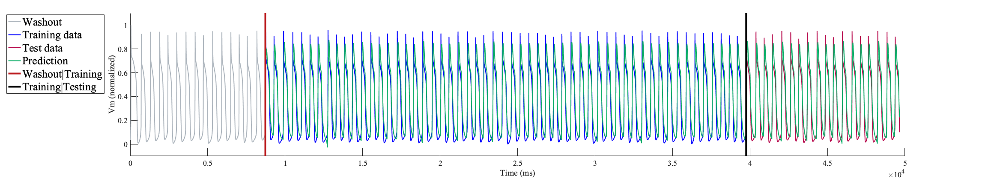 Washout
Training data
Test data
Prediction
Washout|Training
Training|Testing
Vm (normalized)
1
0.8
0.6
0.4
0.2
0
0 0.5 1 1.5 2 2.5 3 3.5 4 4.5 5
Time (ms)
×10⁴